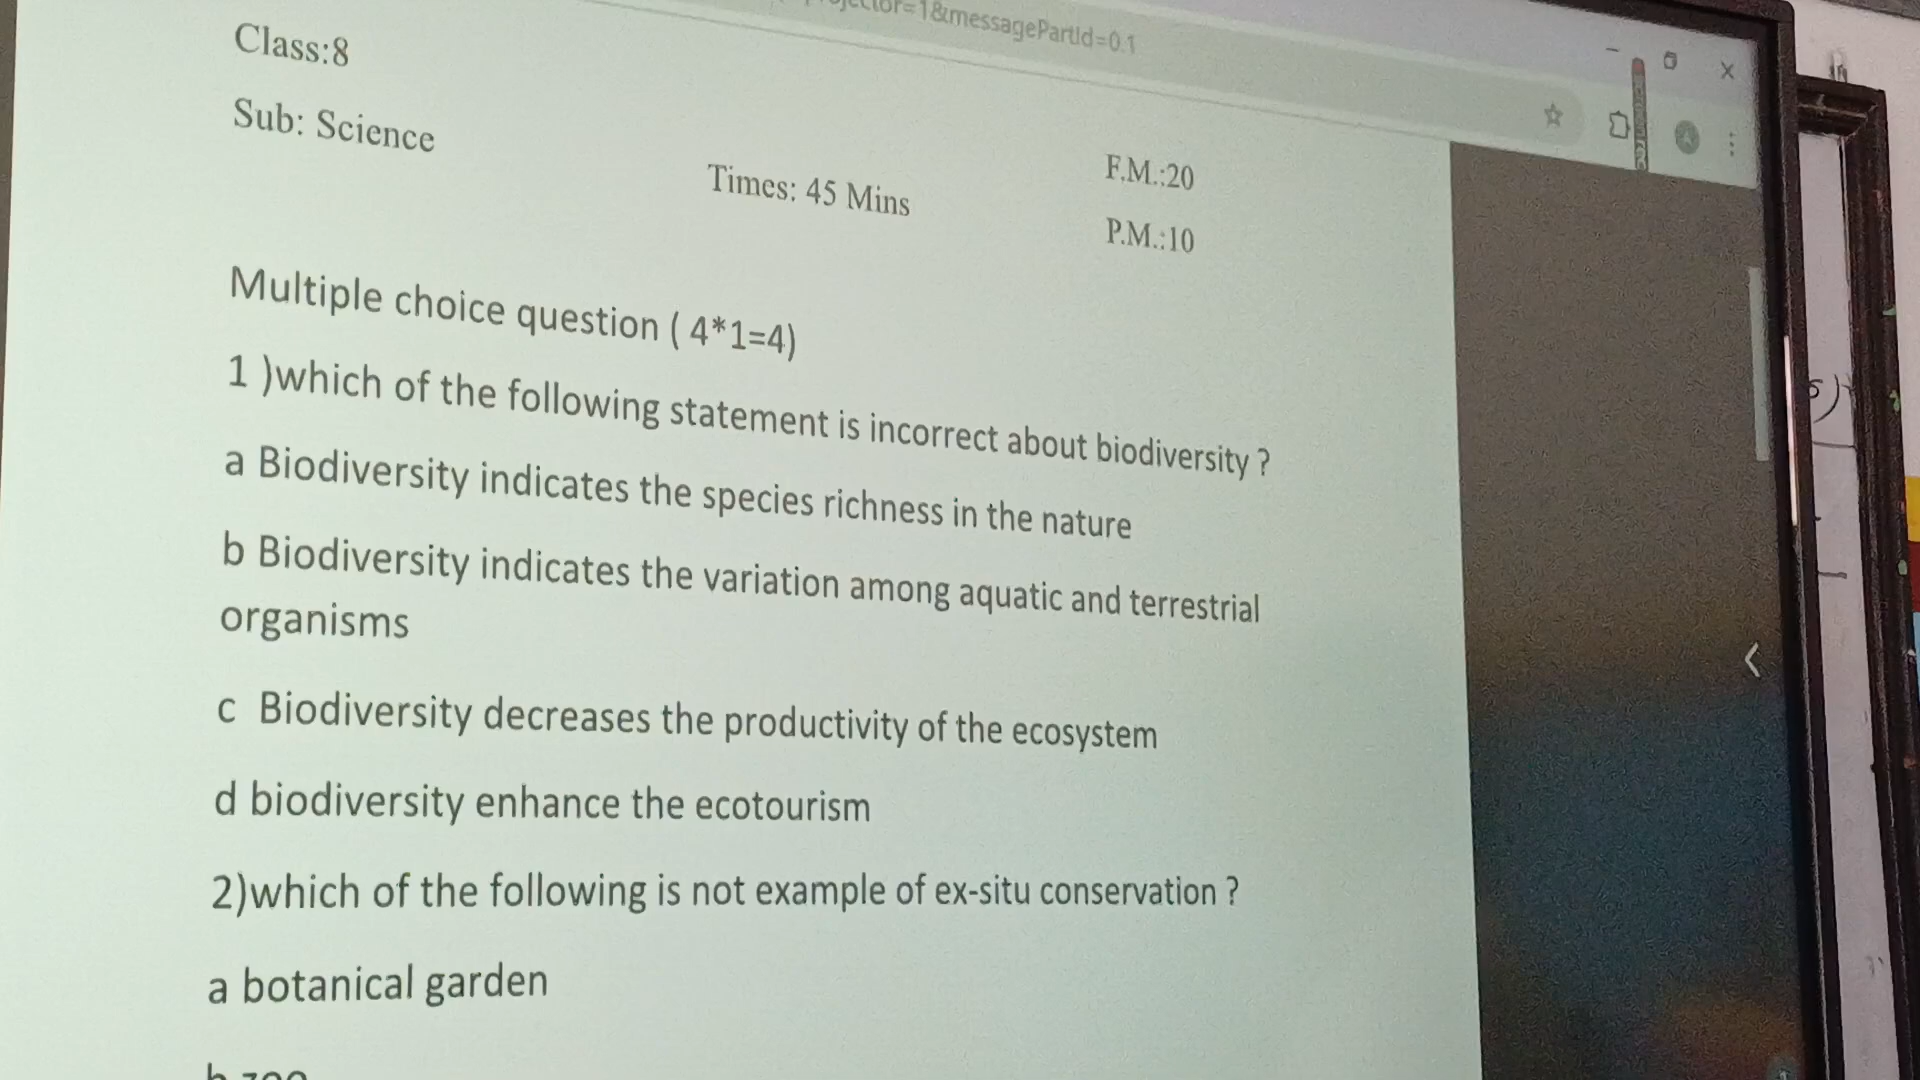 jector=1&messagePartId=0.1
Class:8
Sub: Science
Times: 45 Mins
F.M.:20
P.M.:10
Multiple choice question ( 4*1=4)
1 )which of the following statement is incorrect about biodiversity ?
a Biodiversity indicates the species richness in the nature
b Biodiversity indicates the variation among aquatic and terrestrial
organisms
c Biodiversity decreases the productivity of the ecosystem
d biodiversity enhance the ecotourism
2)which of the following is not example of ex-situ conservation ?
a botanical garden
b zoo